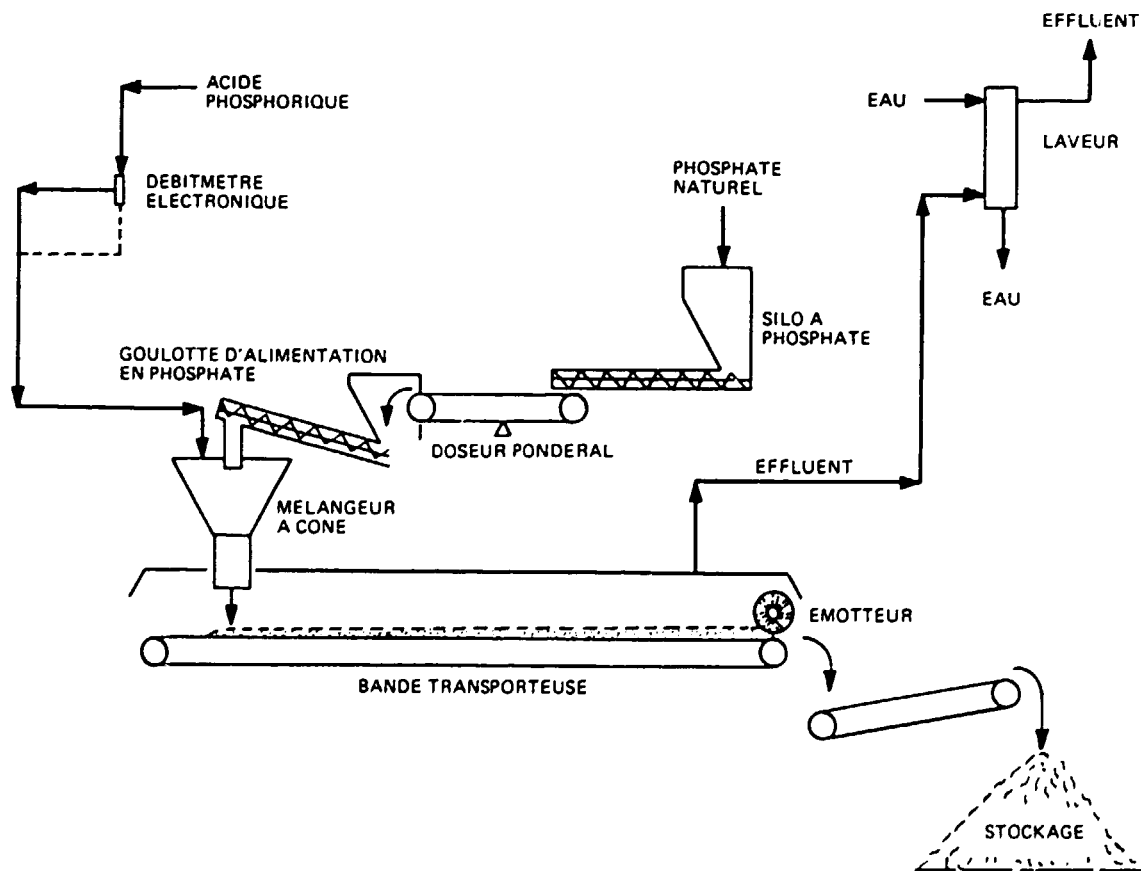 EFFLUENT
ACIDE
PHOSPHORIQUE
EAU
LAVEUR
PHOSPHATE
NATUREL
DEBITMETRE
ELECTRONIQUE
EAU
SILO A
PHOSPHATE
GOULOTTE D'ALIMENTATION
EN PHOSPHATE
DOSEUR PONDERAL
EFFLUENT
MELANGEUR
A CONE
EMOTTEUR
BANDE TRANSPORTEUSE
STOCKAGE